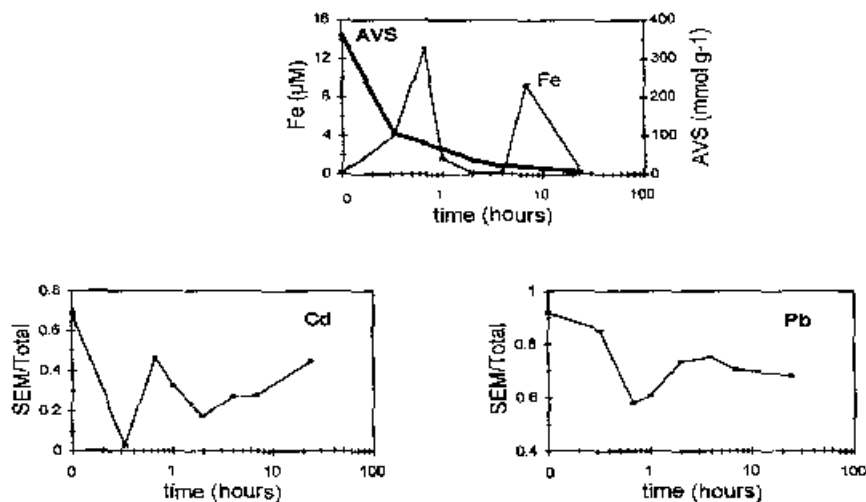 16 400
AVS
12 300
Fe (µM) Fe AVS (mmol g-1)
8 200
4 100
0 0
0 1 10 100
time (hours)
0.8 1
Cd Pb
0.6 0.8
SEM/Total SEM/Total
0.4 0.6
0.2
0 0.4
0 1 10 100 0 1 10 100
time (hours) time (hours)